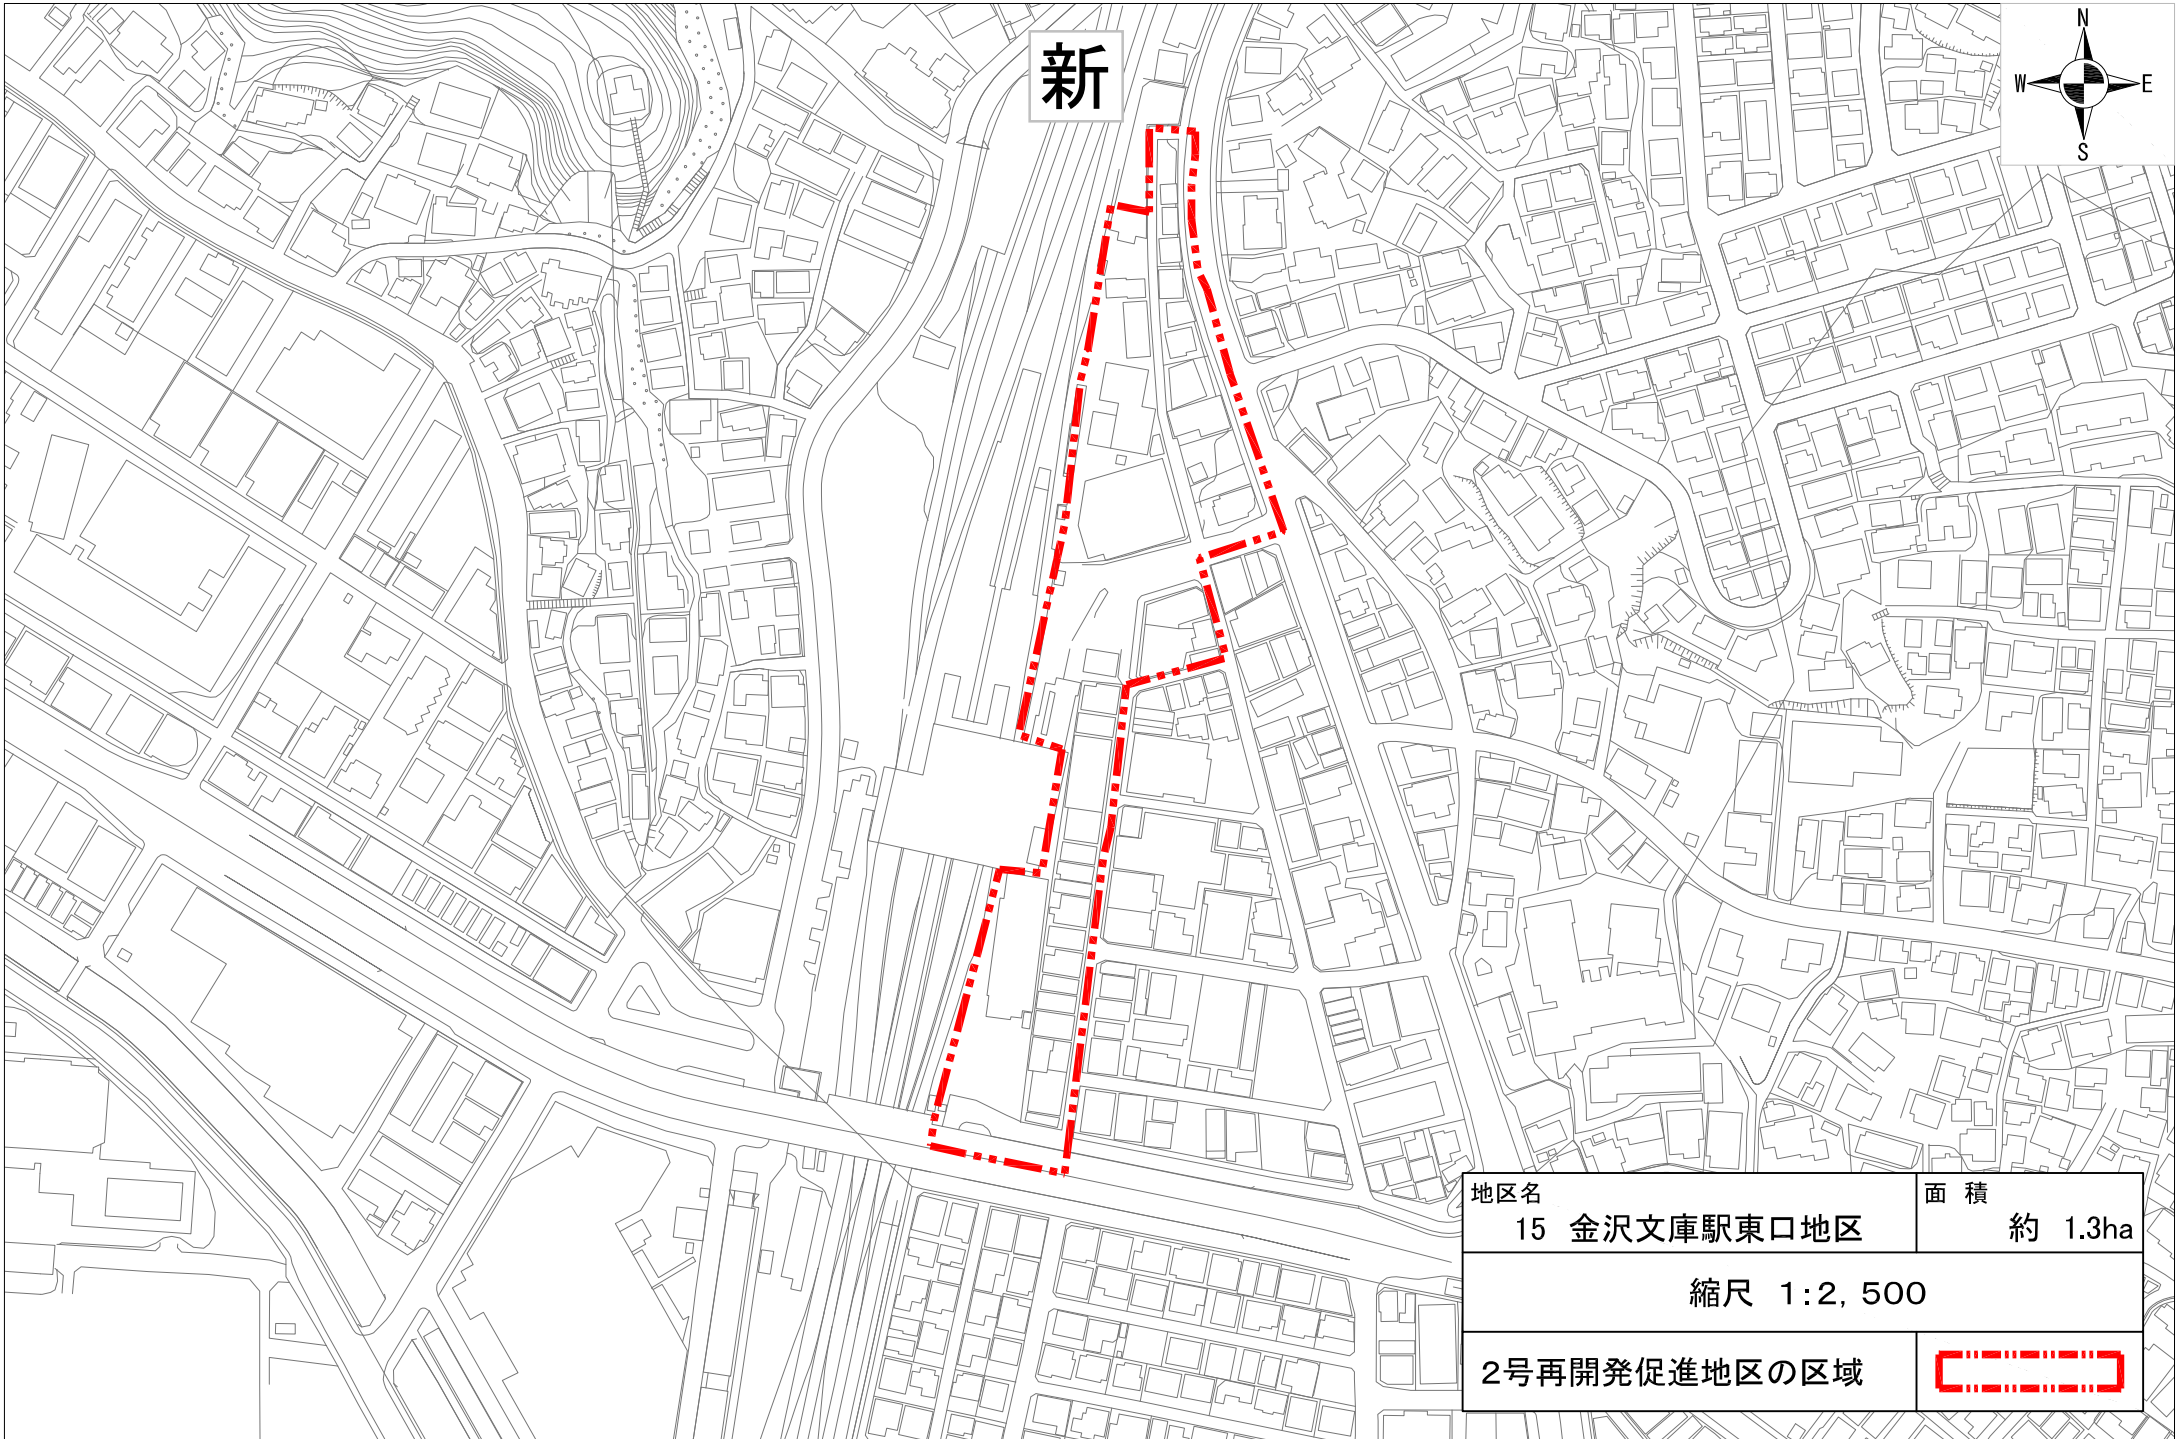 新
N
W E
S
地区名
15 金沢文庫駅東口地区
面 積
約 1.3ha
縮尺 1:2,500
2号再開発促進地区の区域